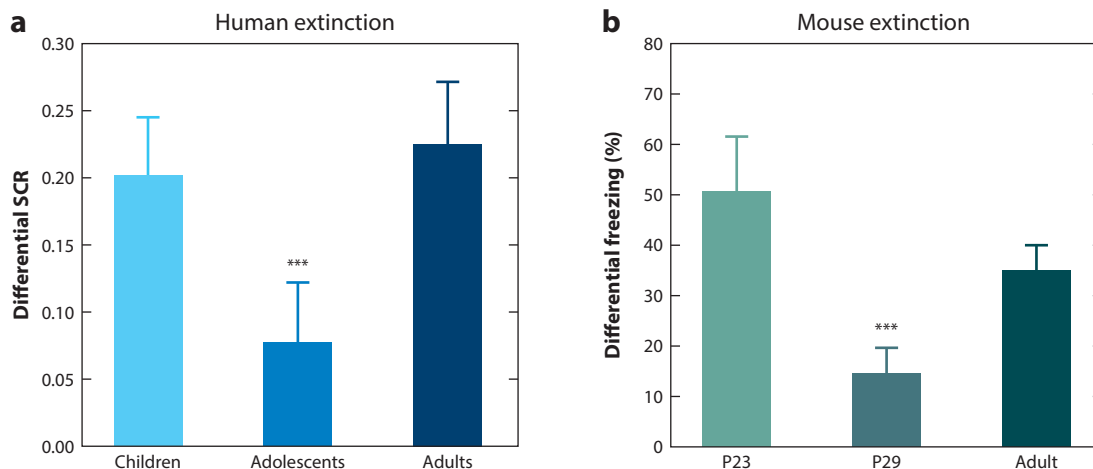 a
Human extinction
Differential SCR
0.30
0.25
0.20
0.15
0.10
0.05
0.00
***
Children
Adolescents
Adults
b
Mouse extinction
Differential freezing (%)
80
70
60
50
40
30
20
10
0
***
P23
P29
Adult